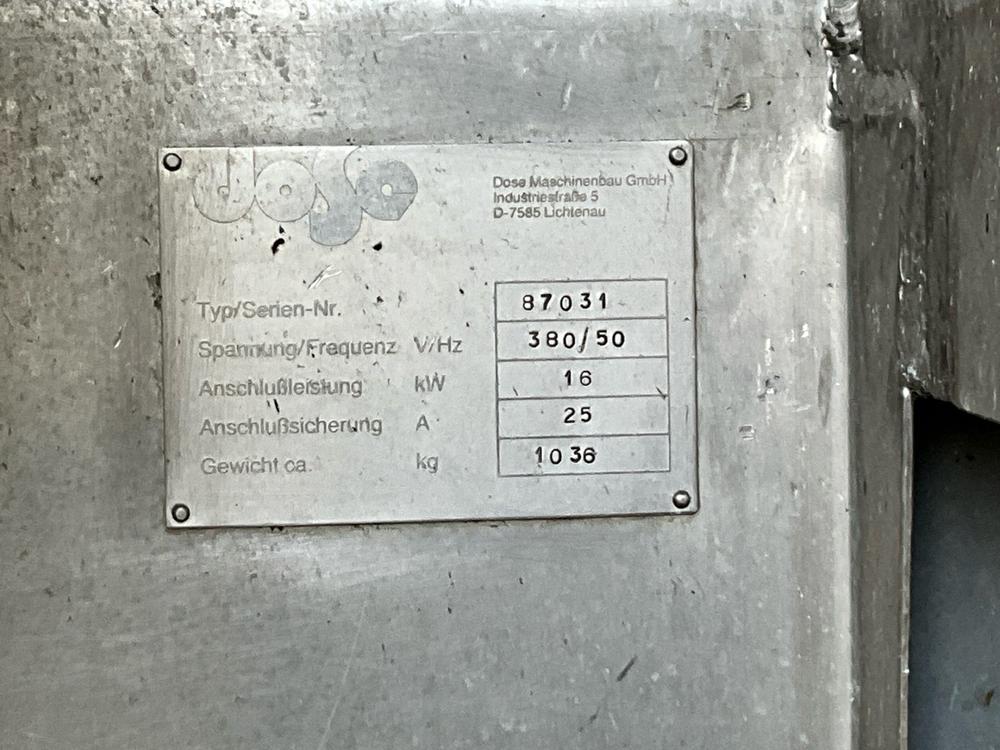 dose
Dose Maschinenbau GmbH
Industriestraße 5
D-7585 Lichtenau
Typ/Serien-Nr. 87031
Spannung/Frequenz V/Hz 380/50
Anschlußleistung kW 16
Anschlußsicherung A 25
Gewicht ca. kg 1036